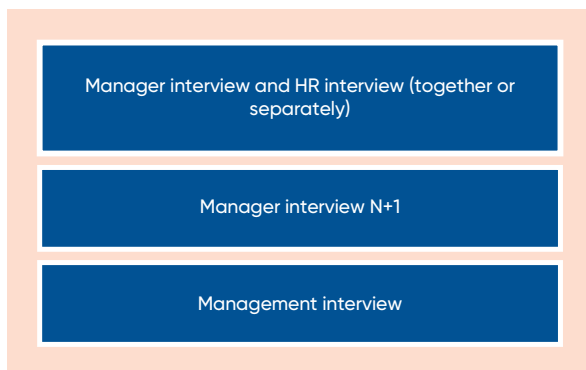 Manager interview and HR interview (together or
separately)
Manager interview N+1
Management interview